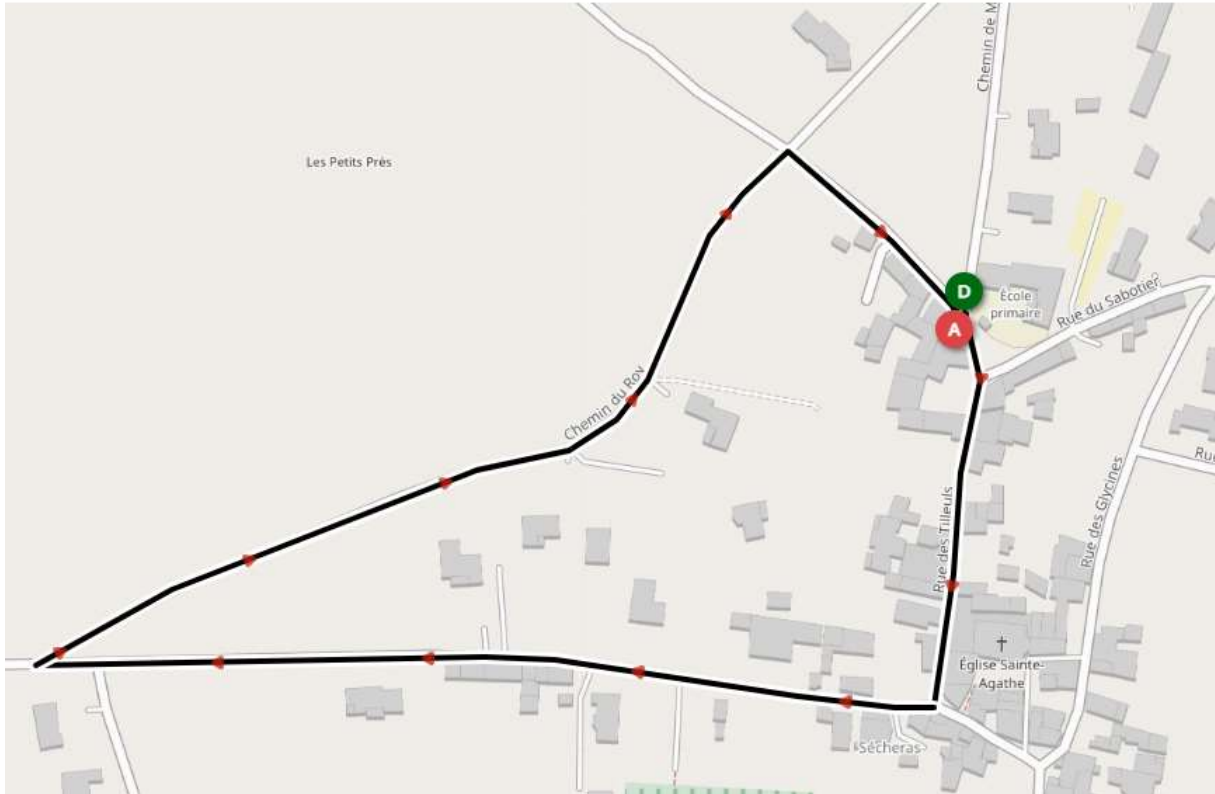 Chemin de M
Les Petits Prés
D
École
primaire
A
Rue du Sabotier
Chemin du Roy
Rue des Glycines
Rue
Rue des Tilleuls
Église Sainte-
Agathe
Sécheras